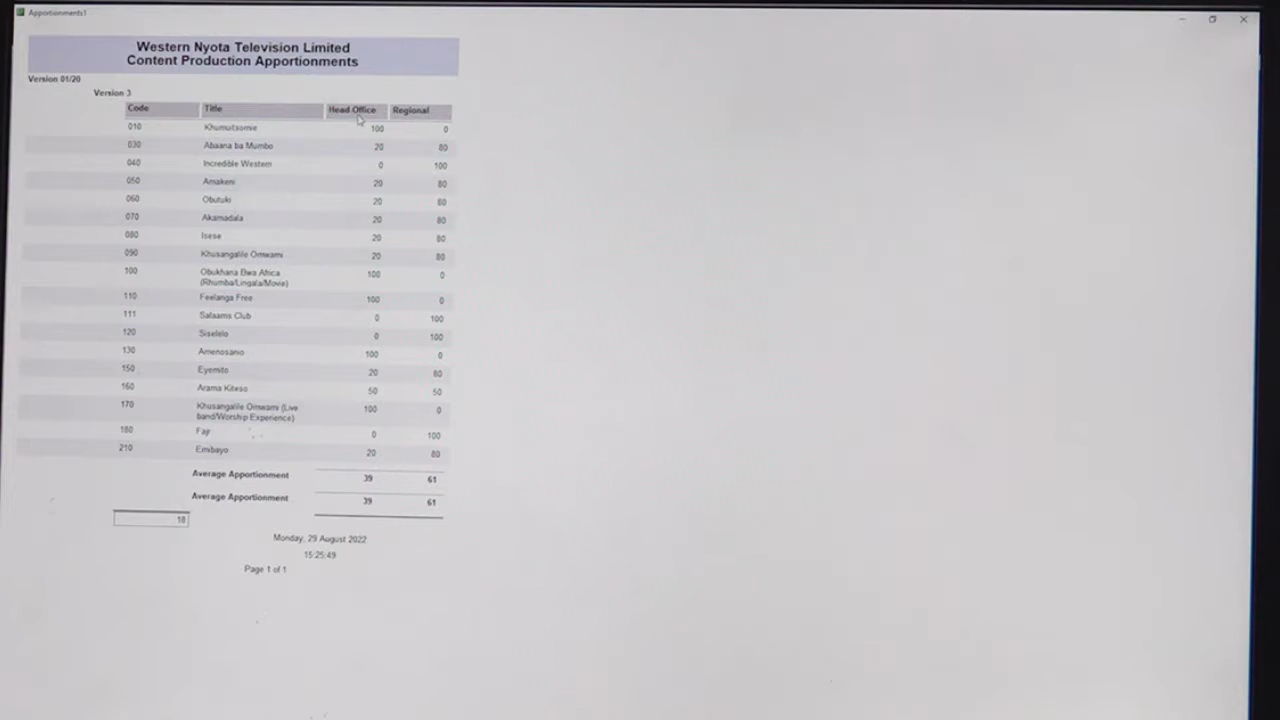 Apportionments1
Western Nyota Television Limited
Content Production Apportionments
Version 01/20
Version 3
Code Title Head Office Regional
010 Khumutsomie 100 0
030 Abaana ba Mumbo 20 80
040 Incredible Western 0 100
050 Amakeni 20 80
060 Obutuki 20 80
070 Akamadala 20 80
080 Isese 20 80
090 Khusangalile Omwami 20 80
100 Obukhana Bwa Africa 100 0
(Rhumba/Lingala/Movie)
110 Feelanga Free 100 0
111 Salaams Club 0 100
120 Siselelo 0 100
130 Amenosanio 100 0
150 Eyemito 20 80
160 Arama Kiteso 50 50
170 Khusangalile Omwami (Live 100 0
band/Worship Experience)
180 Fajr 0 100
210 Emibayo 20 80
Average Apportionment 39 61
Average Apportionment 39 61
18
Monday, 29 August 2022
15:25:49
Page 1 of 1